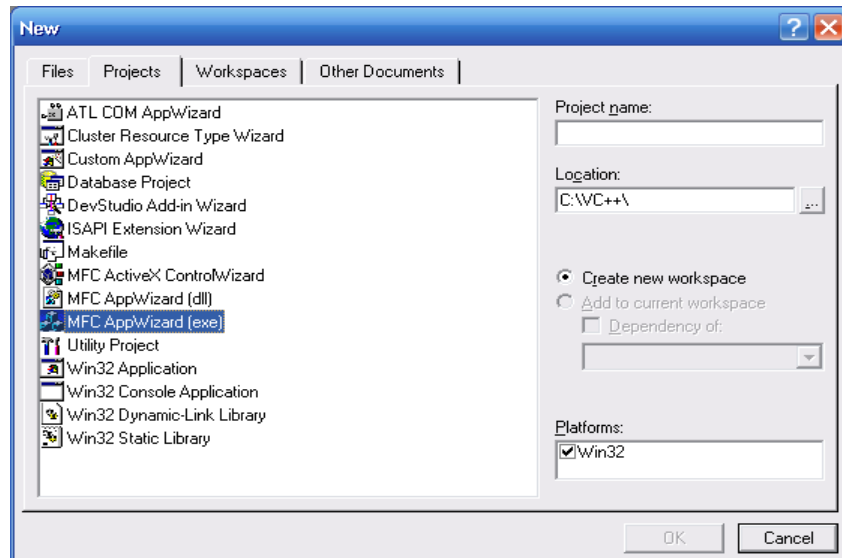 New
Files
Projects
Workspaces
Other Documents
ATL COM AppWizard
Cluster Resource Type Wizard
Custom AppWizard
Database Project
DevStudio Add-in Wizard
ISAPI Extension Wizard
Makefile
MFC ActiveX ControlWizard
MFC AppWizard (dll)
MFC AppWizard (exe)
Utility Project
Win32 Application
Win32 Console Application
Win32 Dynamic-Link Library
Win32 Static Library
Project name:
Location:
C:\VC++\
...
Create new workspace
Add to current workspace
Dependency of:
Platforms:
Win32
OK
Cancel